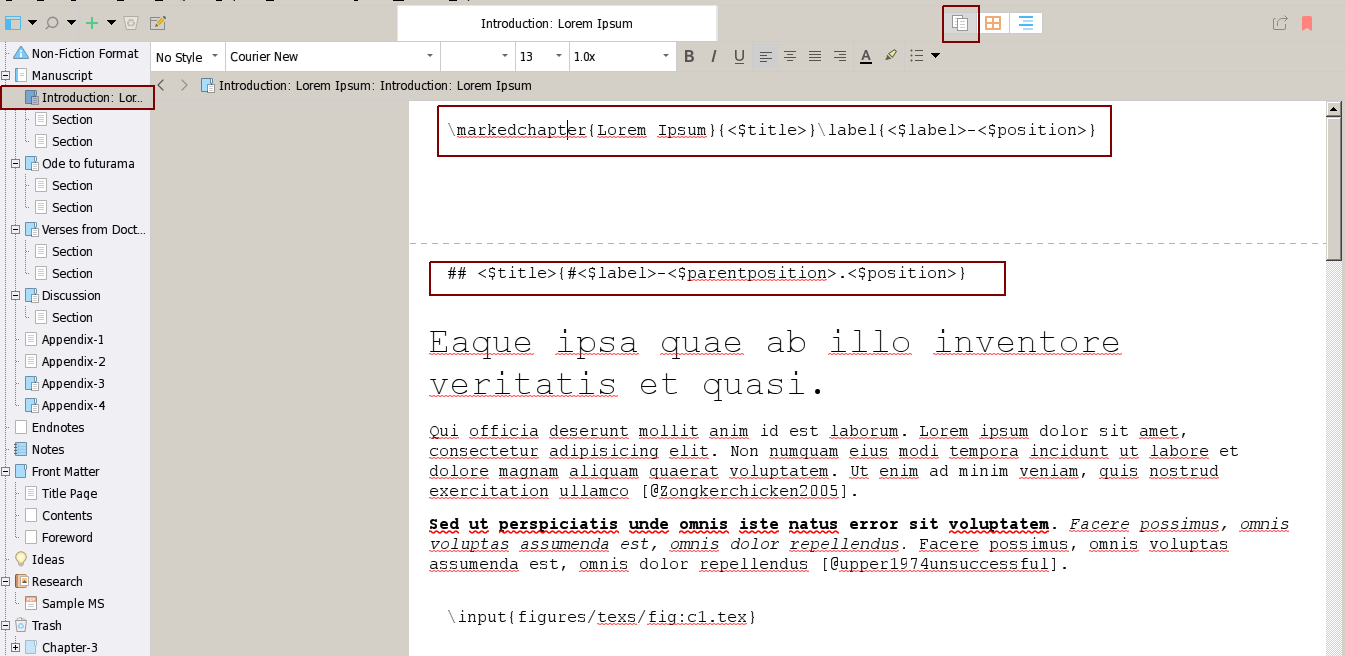 Introduction: Lorem Ipsum
No Style
Courier New
13
1.0x
B I U A
Introduction: Lorem Ipsum: Introduction: Lorem Ipsum
Non-Fiction Format
Manuscript
Introduction: Lor...
Section
Section
Ode to futurama
Section
Section
Verses from Doct...
Section
Section
Discussion
Section
Appendix-1
Appendix-2
Appendix-3
Appendix-4
Endnotes
Notes
Front Matter
Title Page
Contents
Foreword
Ideas
Research
Sample MS
Trash
Chapter-3
\markedchapter{Lorem Ipsum}{<$title>}\label{<$label>-<$position>}
## <$title>{#<$label>-<$parentposition>.<$position>}
Eaque ipsa quae ab illo inventore
veritatis et quasi.
Qui officia deserunt mollit anim id est laborum. Lorem ipsum dolor sit amet,
consectetur adipisicing elit. Non numquam eius modi tempora incidunt ut labore et
dolore magnam aliquam quaerat voluptatem. Ut enim ad minim veniam, quis nostrud
exercitation ullamco [@Zongkerchicken2005].
Sed ut perspiciatis unde omnis iste natus error sit voluptatem. Facere possimus, omnis
voluptas assumenda est, omnis dolor repellendus. Facere possimus, omnis voluptas
assumenda est, omnis dolor repellendus [@upper1974unsuccessful].
\input{figures/texs/fig:c1.tex}